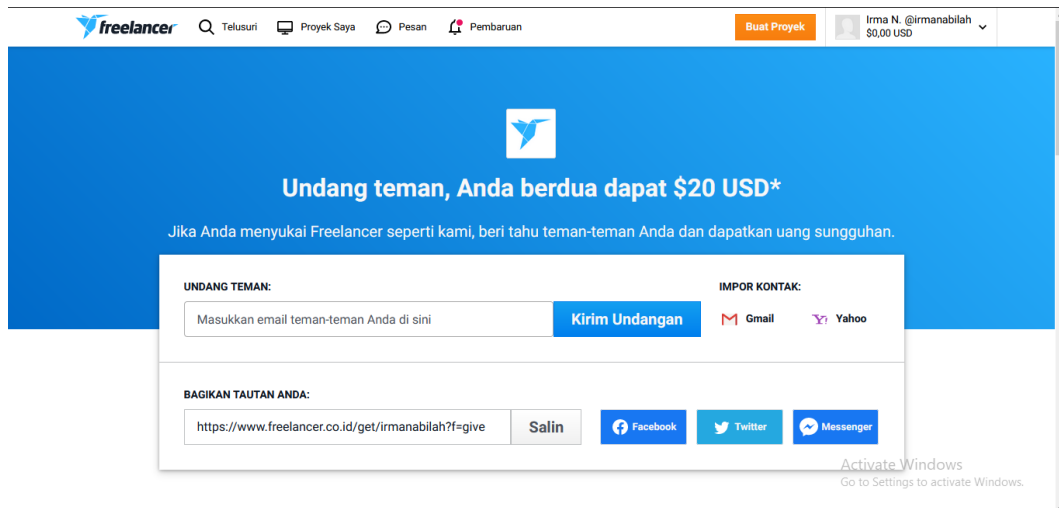 freelancer Telusuri Proyek Saya Pesan Pembaruan Buat Proyek Irma N. @irmanabilah
$0,00 USD
Undang teman, Anda berdua dapat $20 USD*
Jika Anda menyukai Freelancer seperti kami, beri tahu teman-teman Anda dan dapatkan uang sungguhan.
UNDANG TEMAN: IMPOR KONTAK:
Masukkan email teman-teman Anda di sini Kirim Undangan Gmail Yahoo
BAGIKAN TAUTAN ANDA:
https://www.freelancer.co.id/get/irmanabilah?f=give Salin Facebook Twitter Messenger
Activate Windows
Go to Settings to activate Windows.